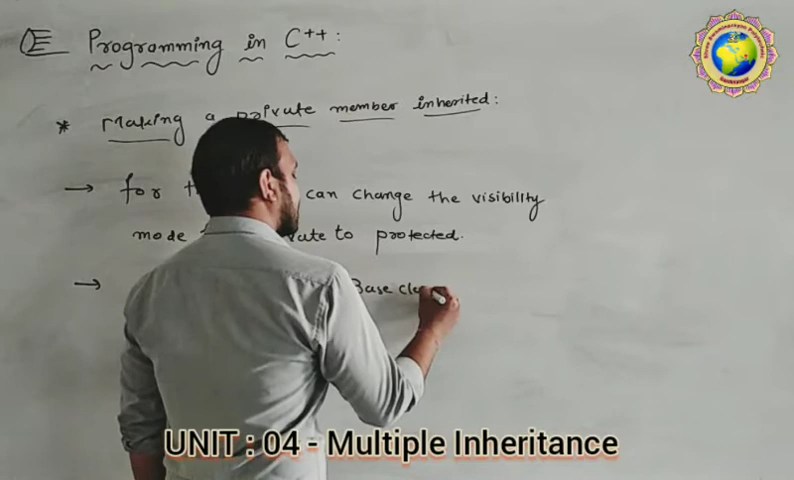 Programming in C++:
* Making a private member inherited:
→ for can change the visibility
mode to protected.
→ Base
UNIT : 04 - Multiple Inheritance